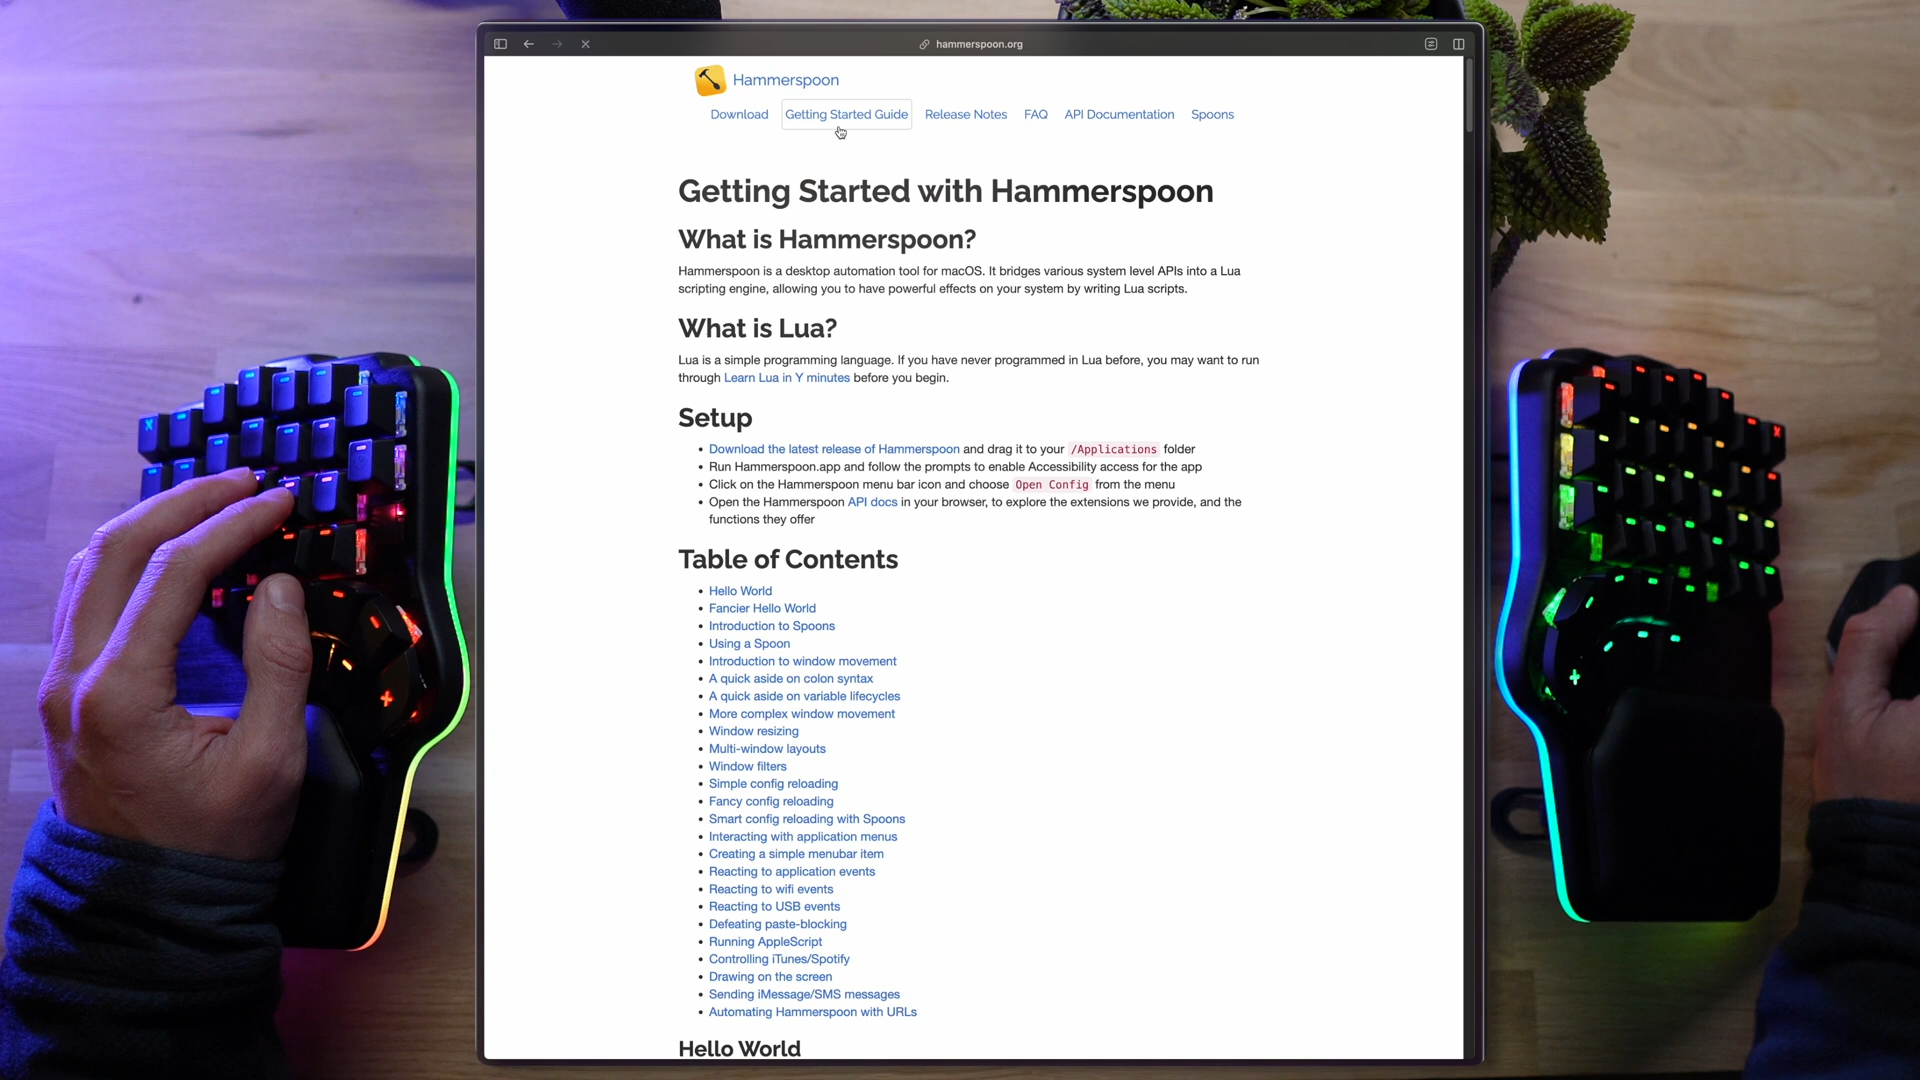 hammerspoon.org
Hammerspoon
Download Getting Started Guide Release Notes FAQ API Documentation Spoons
Getting Started with Hammerspoon
What is Hammerspoon?
Hammerspoon is a desktop automation tool for macOS. It bridges various system level APIs into a Lua
scripting engine, allowing you to have powerful effects on your system by writing Lua scripts.
What is Lua?
Lua is a simple programming language. If you have never programmed in Lua before, you may want to run
through Learn Lua in Y minutes before you begin.
Setup
• Download the latest release of Hammerspoon and drag it to your /Applications folder
• Run Hammerspoon.app and follow the prompts to enable Accessibility access for the app
• Click on the Hammerspoon menu bar icon and choose Open Config from the menu
• Open the Hammerspoon API docs in your browser, to explore the extensions we provide, and the
functions they offer
Table of Contents
• Hello World
• Fancier Hello World
• Introduction to Spoons
• Using a Spoon
• Introduction to window movement
• A quick aside on colon syntax
• A quick aside on variable lifecycles
• More complex window movement
• Window resizing
• Multi-window layouts
• Window filters
• Simple config reloading
• Fancy config reloading
• Smart config reloading with Spoons
• Interacting with application menus
• Creating a simple menubar item
• Reacting to application events
• Reacting to wifi events
• Reacting to USB events
• Defeating paste-blocking
• Running AppleScript
• Controlling iTunes/Spotify
• Drawing on the screen
• Sending iMessage/SMS messages
• Automating Hammerspoon with URLs
Hello World